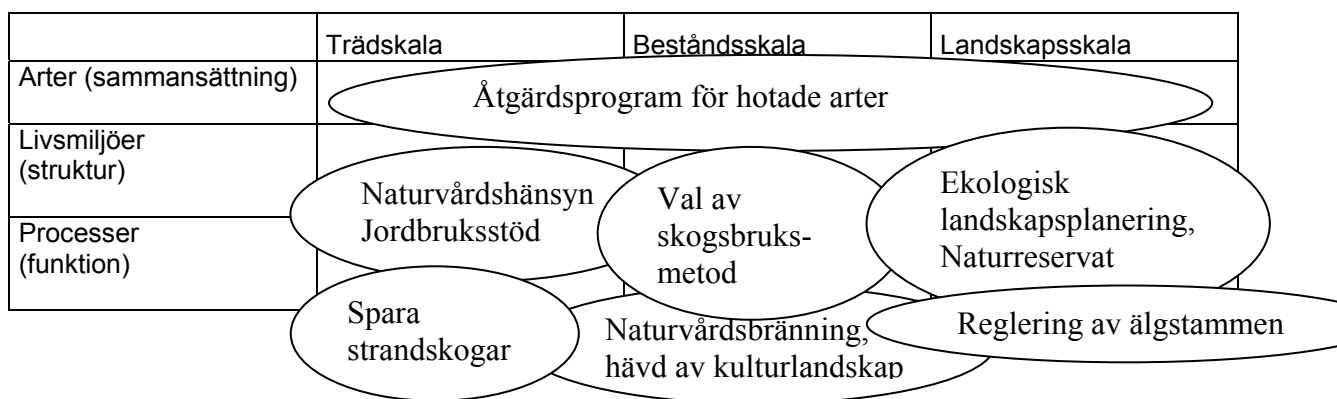 Trädskala
Beståndsskala
Landskapsskala
Arter (sammansättning)
Åtgärdsprogram för hotade arter
Livsmiljöer
(struktur)
Naturvårdshänsyn
Jordbruksstöd
Val av
skogsbruks-
metod
Ekologisk
landskapsplanering,
Naturreservat
Processer
(funktion)
Spara
strandskogar
Naturvårdsbränning,
hävd av kulturlandskap
Reglering av älgstammen